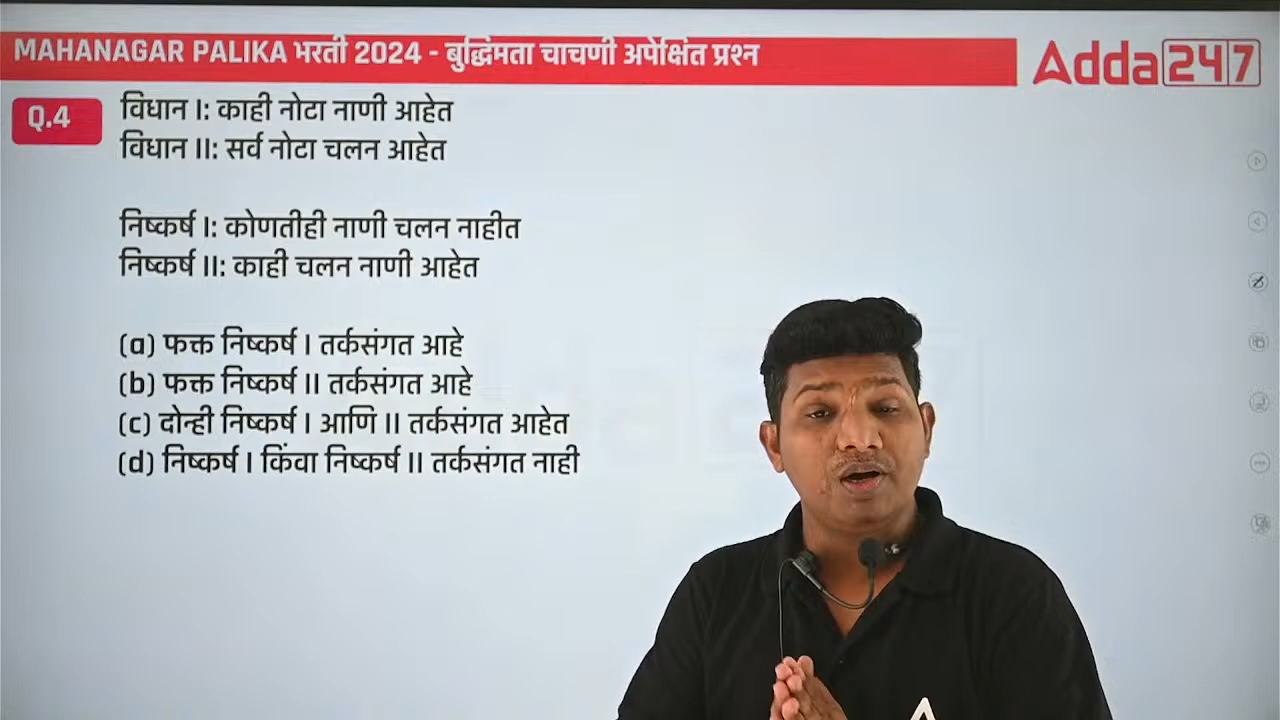 MAHANAGAR PALIKA भरती 2024 - बुद्धिमता चाचणी अपेक्षित प्रश्न
Adda247
Q.4
विधान I: काही नोटा नाणी आहेत
विधान II: सर्व नोटा चलन आहेत
निष्कर्ष I: कोणतीही नाणी चलन नाहीत
निष्कर्ष II: काही चलन नाणी आहेत
(a) फक्त निष्कर्ष I तर्कसंगत आहे
(b) फक्त निष्कर्ष II तर्कसंगत आहे
(c) दोन्ही निष्कर्ष I आणि II तर्कसंगत आहेत
(d) निष्कर्ष I किंवा निष्कर्ष II तर्कसंगत नाही